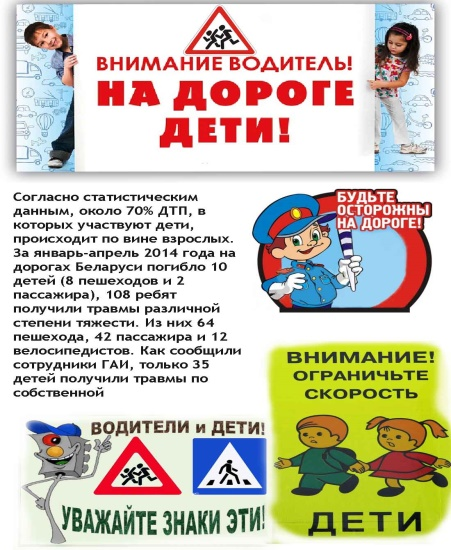 ВНИМАНИЕ ВОДИТЕЛЬ!
НА ДОРОГЕ
ДЕТИ!
Согласно статистическим
данным, около 70% ДТП, в
которых участвуют дети,
происходит по вине взрослых.
За январь-апрель 2014 года на
дорогах Беларуси погибло 10
детей (8 пешеходов и 2
пассажира), 108 ребят
получили травмы различной
степени тяжести. Из них 64
пешехода, 42 пассажира и 12
велосипедистов. Как сообщили
сотрудники ГАИ, только 35
детей получили травмы по
собственной
БУДЬТЕ
ОСТОРОЖНЫ
НА ДОРОГЕ!
ВОДИТЕЛИ и ДЕТИ!
УВАЖАЙТЕ ЗНАКИ ЭТИ!
ВНИМАНИЕ!
ОГРАНИЧЬТЕ
СКОРОСТЬ
ДЕТИ